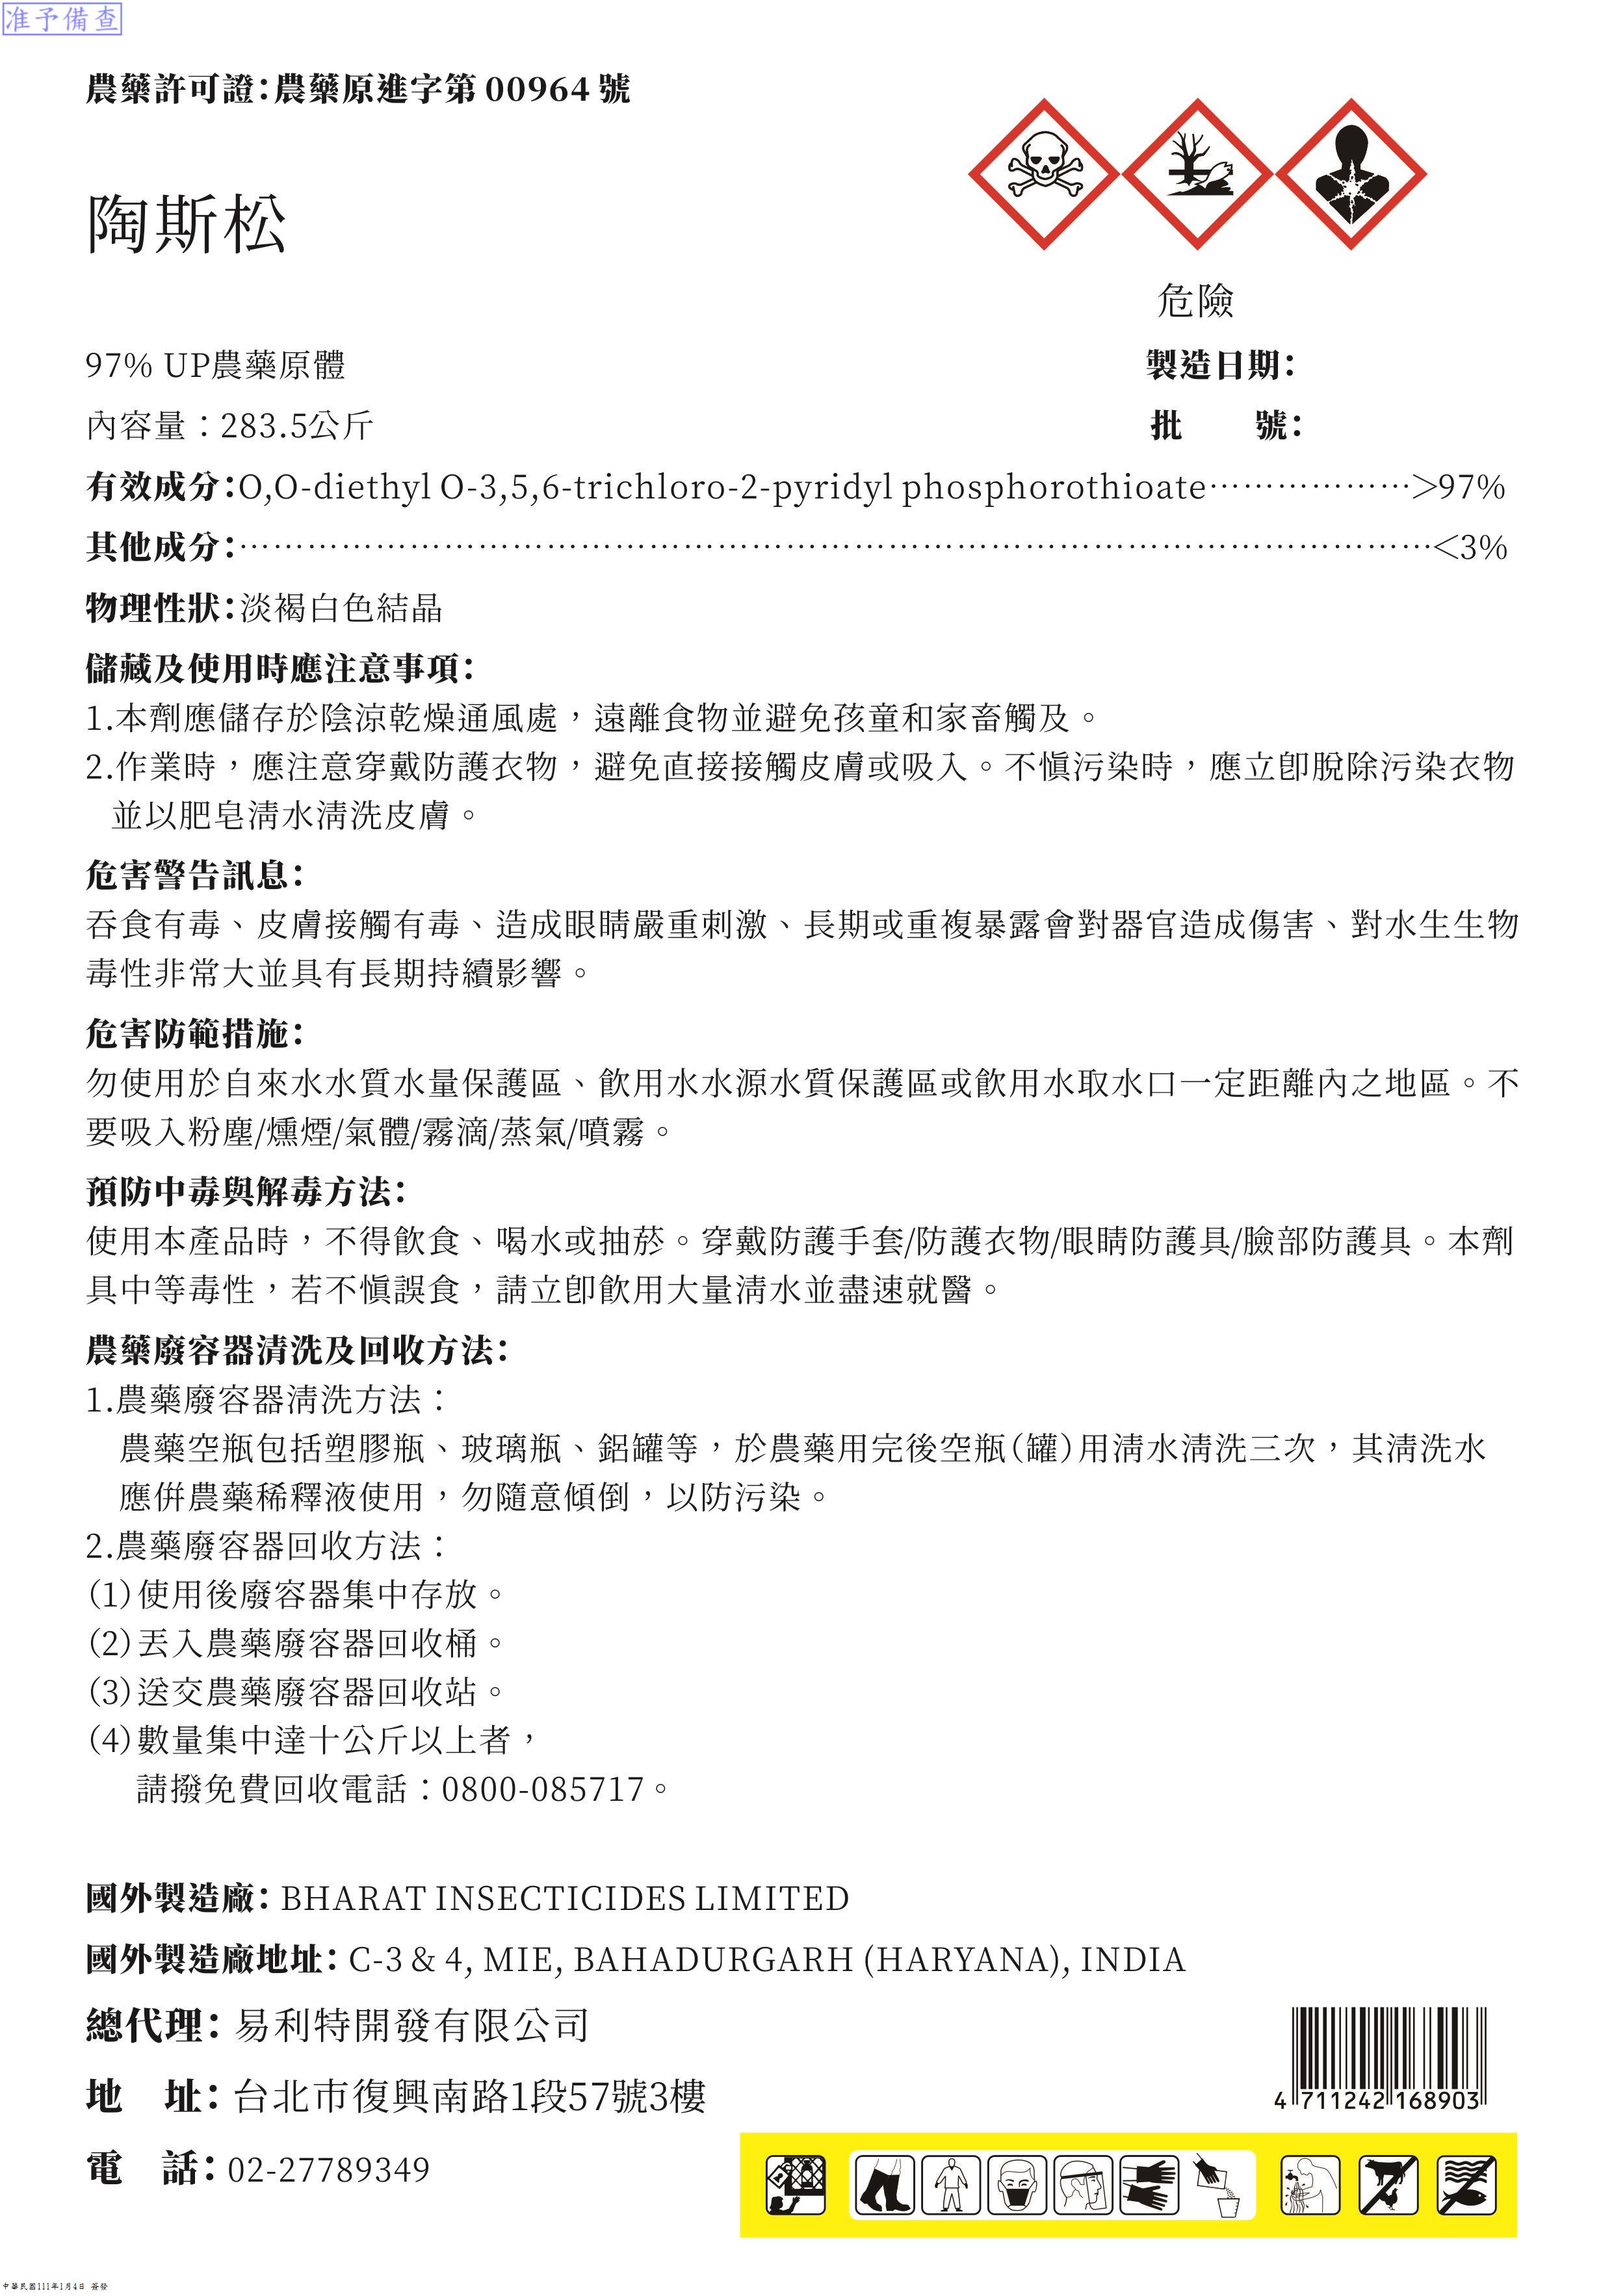 准予備查
農藥許可證：農藥原進字第 00964 號
陶斯松
危險
97% UP農藥原體
製造日期：
內容量：283.5公斤
批　　號：
有效成分：O,O-diethyl O-3,5,6-trichloro-2-pyridyl phosphorothioate………………>97%
其他成分：……………………………………………………………………………………………<3%
物理性狀：淡褐白色結晶
儲藏及使用時應注意事項：
1.本劑應儲存於陰涼乾燥通風處，遠離食物並避免孩童和家畜觸及。
2.作業時，應注意穿戴防護衣物，避免直接接觸皮膚或吸入。不慎污染時，應立即脫除污染衣物
並以肥皂清水清洗皮膚。
危害警告訊息：
吞食有毒、皮膚接觸有毒、造成眼睛嚴重刺激、長期或重複暴露會對器官造成傷害、對水生生物
毒性非常大並具有長期持續影響。
危害防範措施：
勿使用於自來水水質水量保護區、飲用水水源水質保護區或飲用水取水口一定距離內之地區。不
要吸入粉塵/燻煙/氣體/霧滴/蒸氣/噴霧。
預防中毒與解毒方法：
使用本產品時，不得飲食、喝水或抽菸。穿戴防護手套/防護衣物/眼睛防護具/臉部防護具。本劑
具中等毒性，若不慎誤食，請立即飲用大量清水並盡速就醫。
農藥廢容器清洗及回收方法：
1.農藥廢容器清洗方法：
農藥空瓶包括塑膠瓶、玻璃瓶、鋁罐等，於農藥用完後空瓶(罐)用清水清洗三次，其清洗水
應併農藥稀釋液使用，勿隨意傾倒，以防污染。
2.農藥廢容器回收方法：
(1)使用後廢容器集中存放。
(2)丟入農藥廢容器回收桶。
(3)送交農藥廢容器回收站。
(4)數量集中達十公斤以上者，
請撥免費回收電話：0800-085717。
國外製造廠：BHARAT INSECTICIDES LIMITED
國外製造廠地址：C-3 & 4, MIE, BAHADURGARH (HARYANA), INDIA
總代理：易利特開發有限公司
地　址：台北市復興南路1段57號3樓
電　話：02-27789349
4 711242 168903
中華民國111年1月4日 簽發